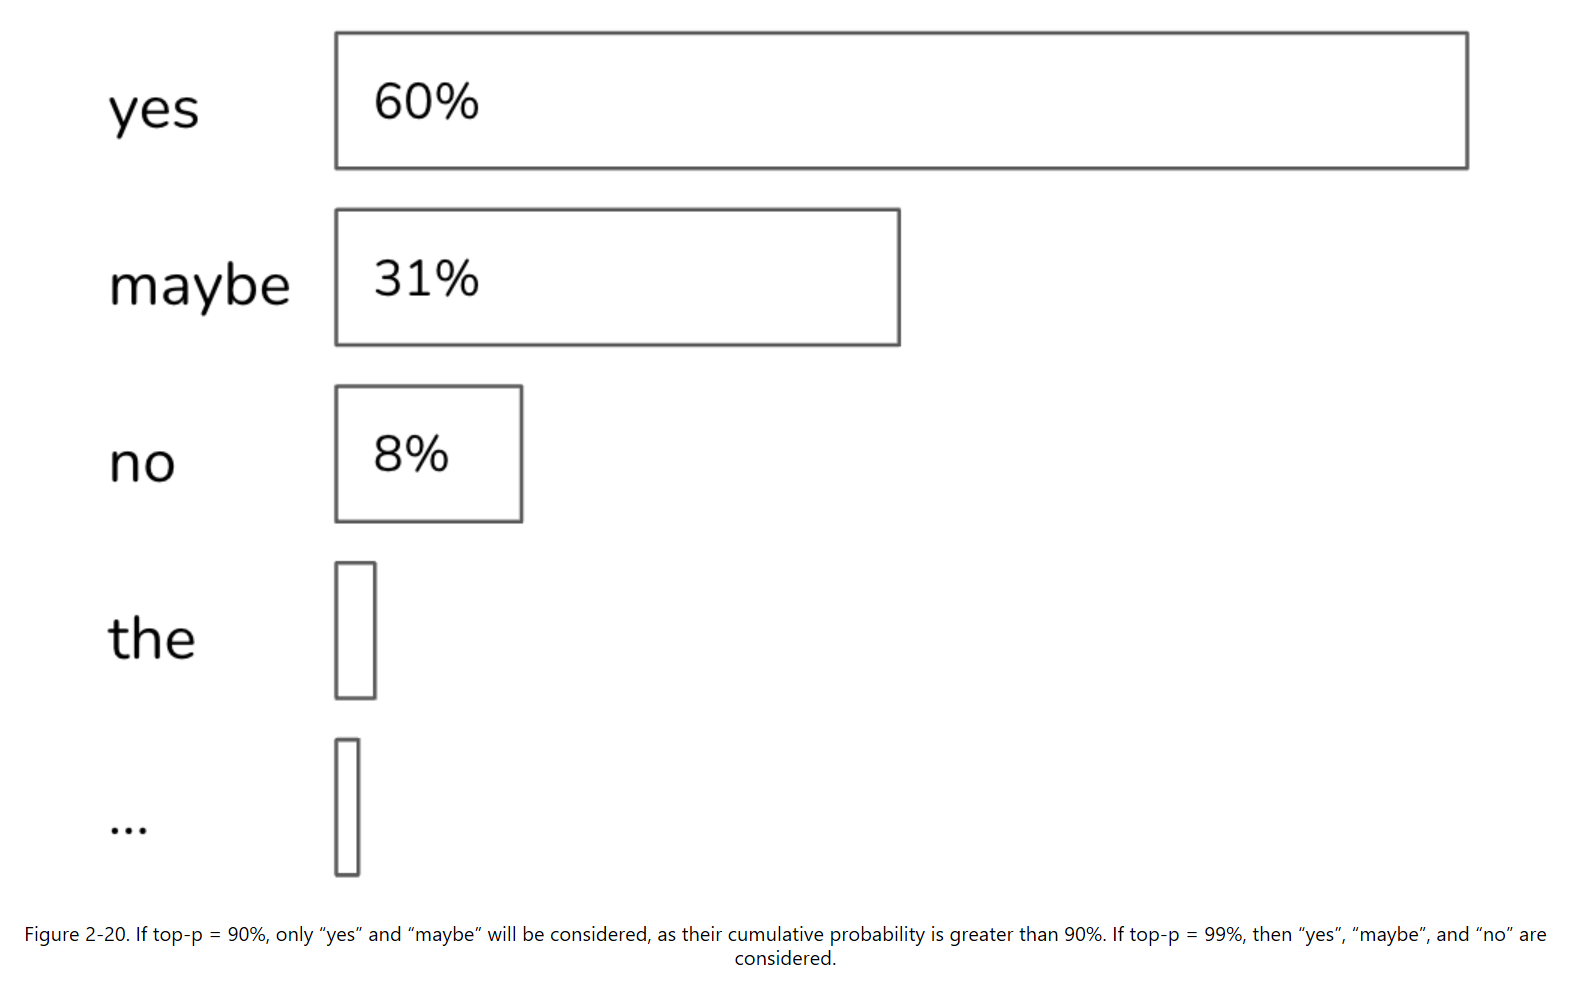 yes 60%
maybe 31%
no 8%
the
...
Figure 2-20. If top-p = 90%, only “yes” and “maybe” will be considered, as their cumulative probability is greater than 90%. If top-p = 99%, then “yes”, “maybe”, and “no” are
considered.